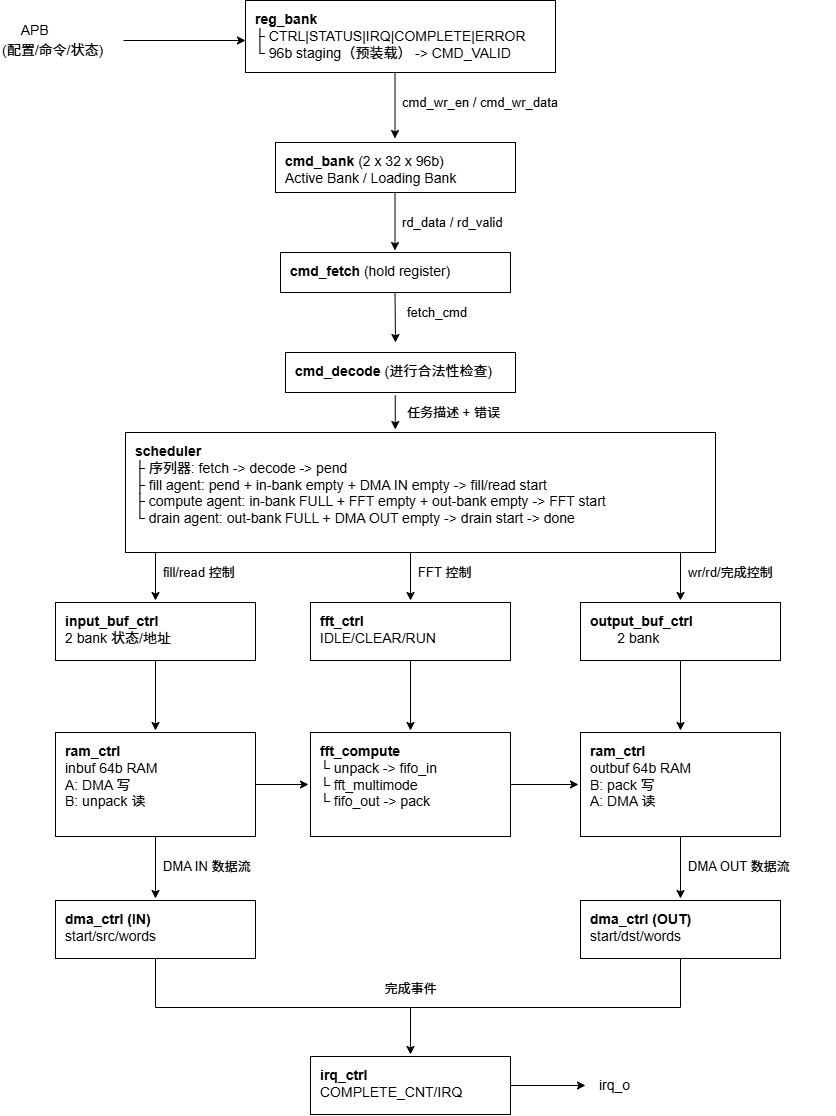 APB
(配置/命令/状态)
reg_bank
├ CTRL|STATUS|IRQ|COMPLETE|ERROR
└ 96b staging（预装载） -> CMD_VALID
cmd_wr_en / cmd_wr_data
cmd_bank (2 x 32 x 96b)
Active Bank / Loading Bank
rd_data / rd_valid
cmd_fetch (hold register)
fetch_cmd
cmd_decode (进行合法性检查)
任务描述 + 错误
scheduler
├ 序列器: fetch -> decode -> pend
├ fill agent: pend + in-bank empty + DMA IN empty -> fill/read start
├ compute agent: in-bank FULL + FFT empty + out-bank empty -> FFT start
└ drain agent: out-bank FULL + DMA OUT empty -> drain start -> done
fill/read 控制
FFT 控制
wr/rd/完成控制
input_buf_ctrl
2 bank 状态/地址
fft_ctrl
IDLE/CLEAR/RUN
output_buf_ctrl
2 bank
ram_ctrl
inbuf 64b RAM
A: DMA 写
B: unpack 读
fft_compute
└ unpack -> fifo_in
└ fft_multimode
└ fifo_out -> pack
ram_ctrl
outbuf 64b RAM
B: pack 写
A: DMA 读
DMA IN 数据流
DMA OUT 数据流
dma_ctrl (IN)
start/src/words
dma_ctrl (OUT)
start/dst/words
完成事件
irq_ctrl
COMPLETE_CNT/IRQ
irq_o